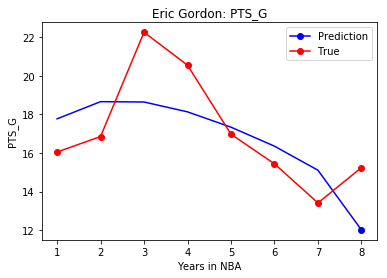 Eric Gordon: PTS_G
Prediction
True
22
20
18
16
14
12
PTS_G
1 2 3 4 5 6 7 8
Years in NBA